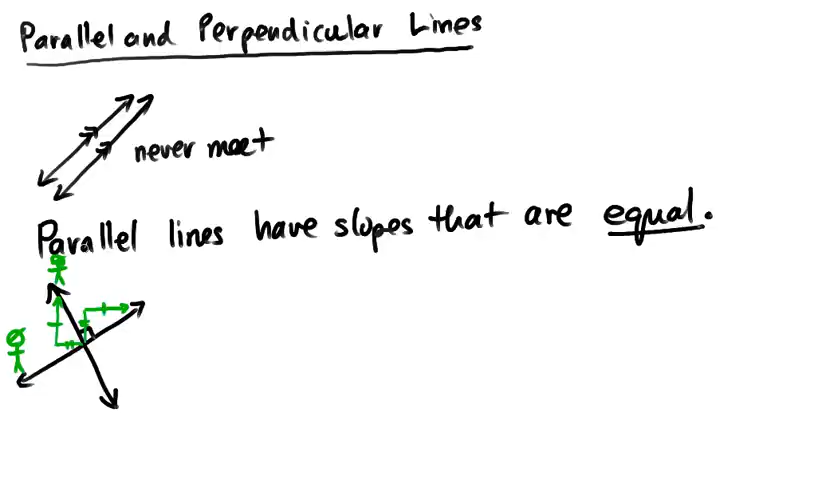 Parallel and Perpendicular Lines
never meet
Parallel lines have slopes that are equal.